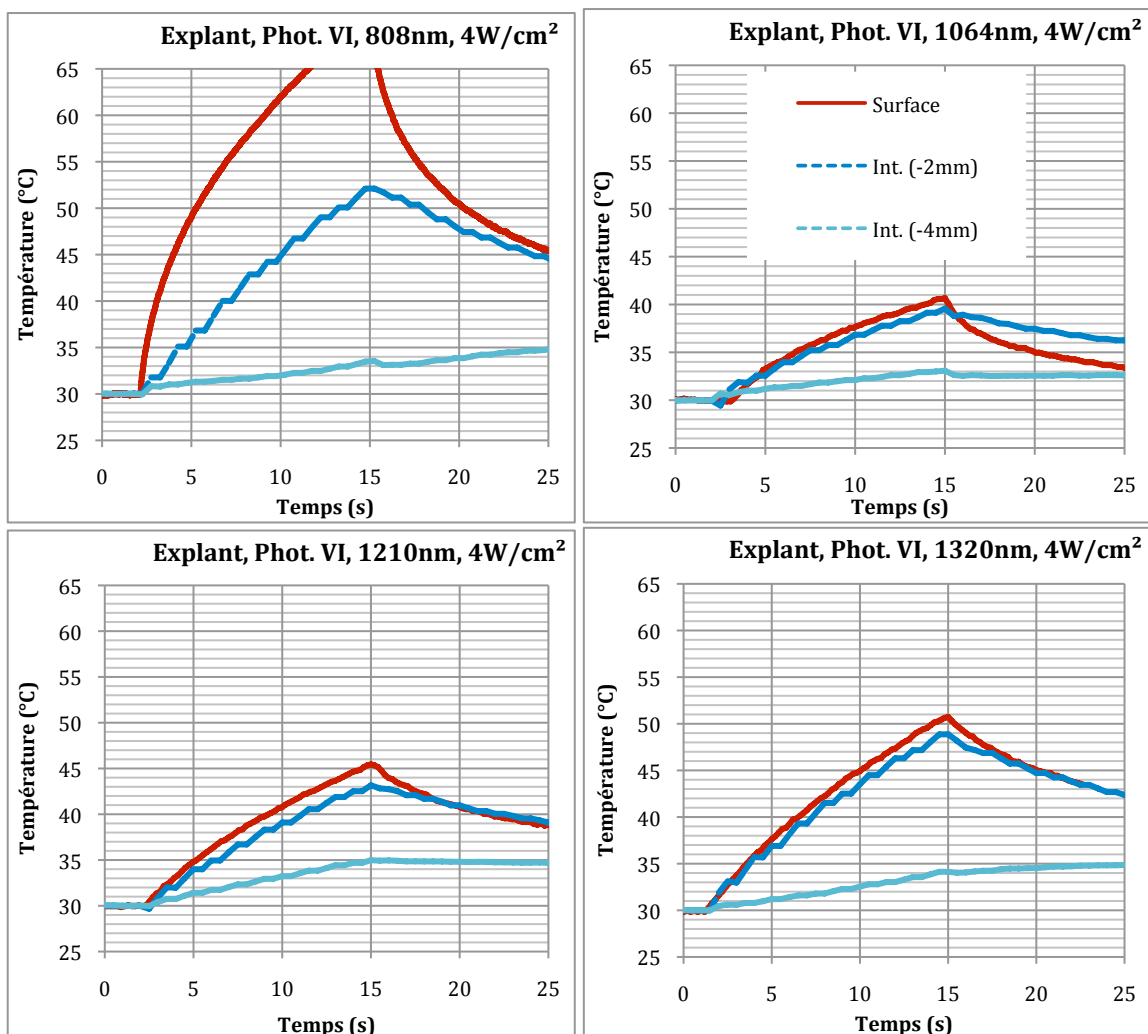 Explant, Phot. VI, 808nm, 4W/cm²
65
60
55
50
45
40
35
30
25
Température (°C)
0 5 10 15 20 25
Temps (s)
Explant, Phot. VI, 1064nm, 4W/cm²
65
60
55
50
45
40
35
30
25
Température (°C)
Surface
Int. (-2mm)
Int. (-4mm)
0 5 10 15 20 25
Temps (s)
Explant, Phot. VI, 1210nm, 4W/cm²
65
60
55
50
45
40
35
30
25
Température (°C)
0 5 10 15 20 25
Temps (s)
Explant, Phot. VI, 1320nm, 4W/cm²
65
60
55
50
45
40
35
30
25
Température (°C)
0 5 10 15 20 25
Temps (s)